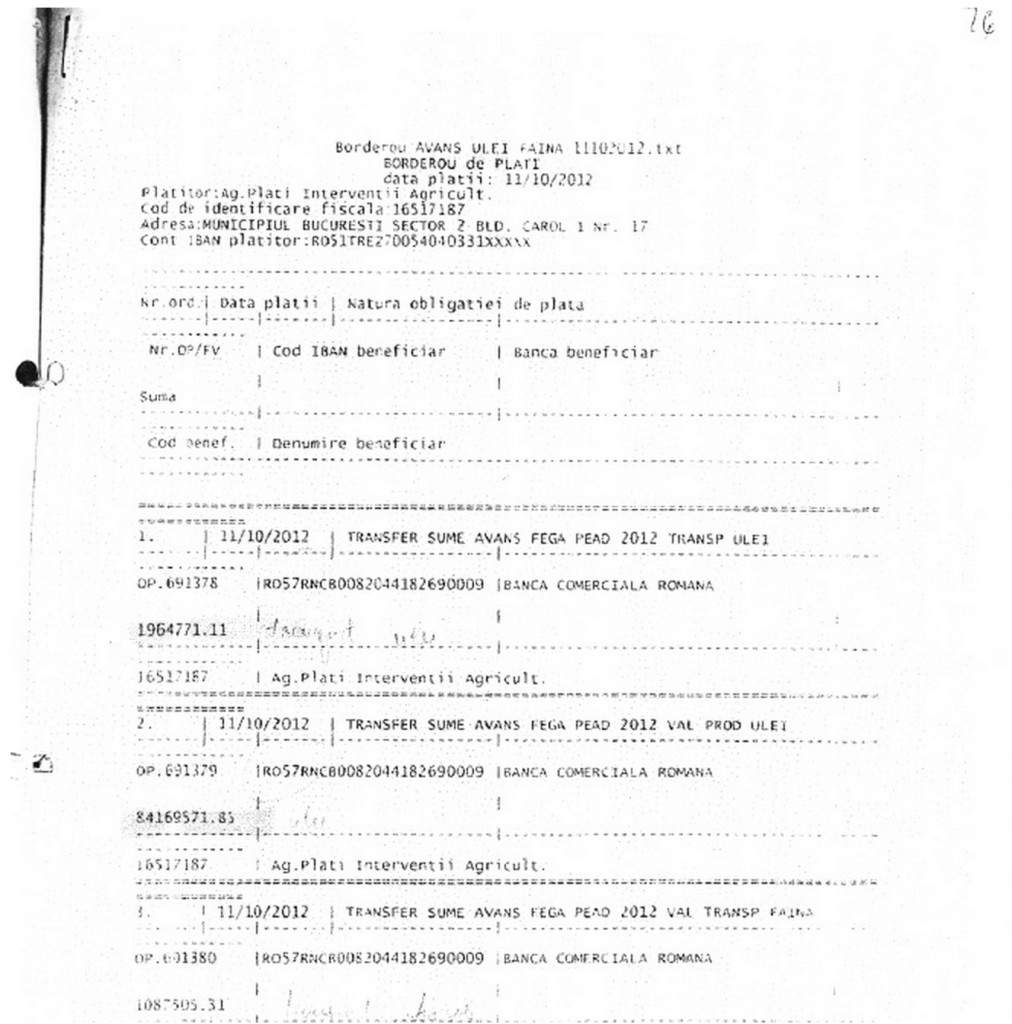 26
Borderou AVANS ULEI FAINA 11102012.txt
BORDEROU de PLATI
data platii: 11/10/2012
Platitor:Ag.Plati Interventii Agricult.
Cod de identificare fiscala:16517187
Adresa:MUNICIPIUL BUCURESTI SECTOR 2 BLD. CAROL 1 Nr. 17
Cont IBAN platitor:RO51TREZ70054040331XXXXX
Nr.ord.| Data platii | Natura obligatiei de plata
Nr.OP/FV | Cod IBAN beneficiar | Banca beneficiar
Suma
Cod benef. | Denumire beneficiar
1. | 11/10/2012 | TRANSFER SUME AVANS FEGA PEAD 2012 TRANSP ULEI
OP.691378 |RO57RNCB0082044182690009 |BANCA COMERCIALA ROMANA
1964771.11 ulei
16517187 | Ag.Plati Interventii Agricult.
2. | 11/10/2012 | TRANSFER SUME AVANS FEGA PEAD 2012 VAL PROD ULEI
OP.691379 |RO57RNCB0082044182690009 |BANCA COMERCIALA ROMANA
84169571.83 ulei
16517187 | Ag.Plati Interventii Agricult.
3. | 11/10/2012 | TRANSFER SUME AVANS FEGA PEAD 2012 VAL TRANSP FAINA
OP.691380 |RO57RNCB0082044182690009 |BANCA COMERCIALA ROMANA
1087505.31